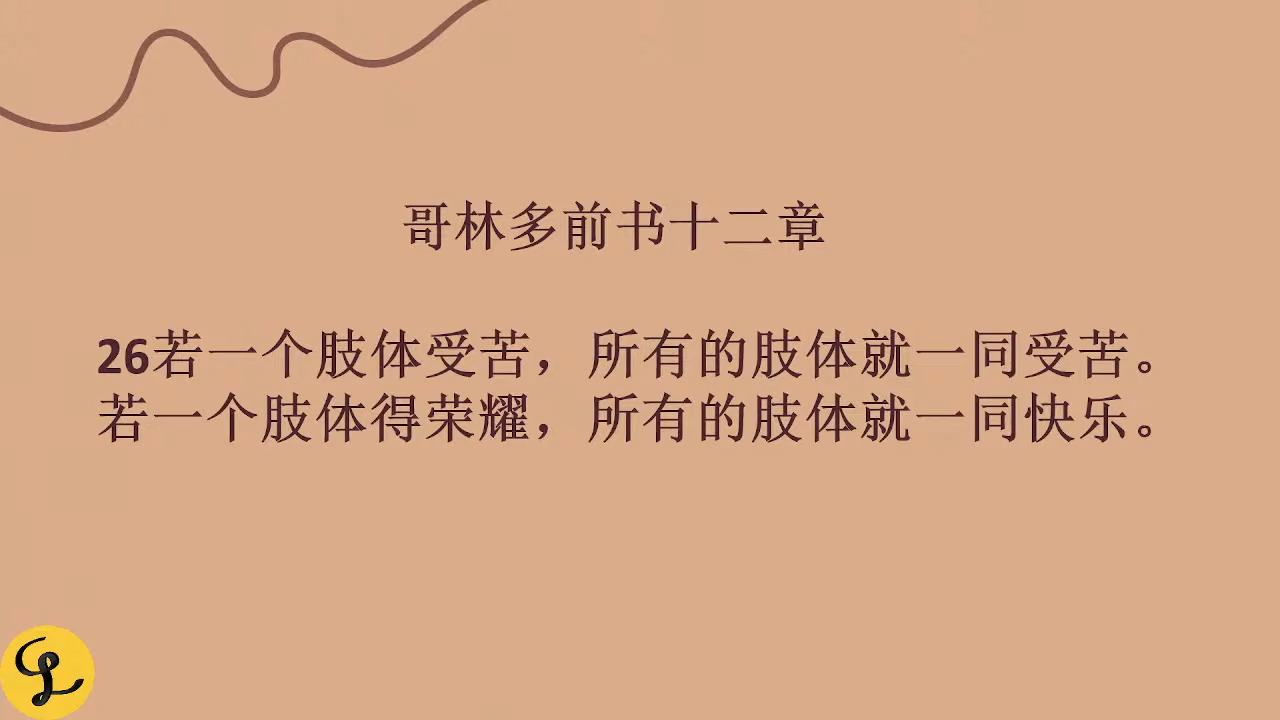 哥林多前书十二章
26若一个肢体受苦，所有的肢体就一同受苦。
若一个肢体得荣耀，所有的肢体就一同快乐。